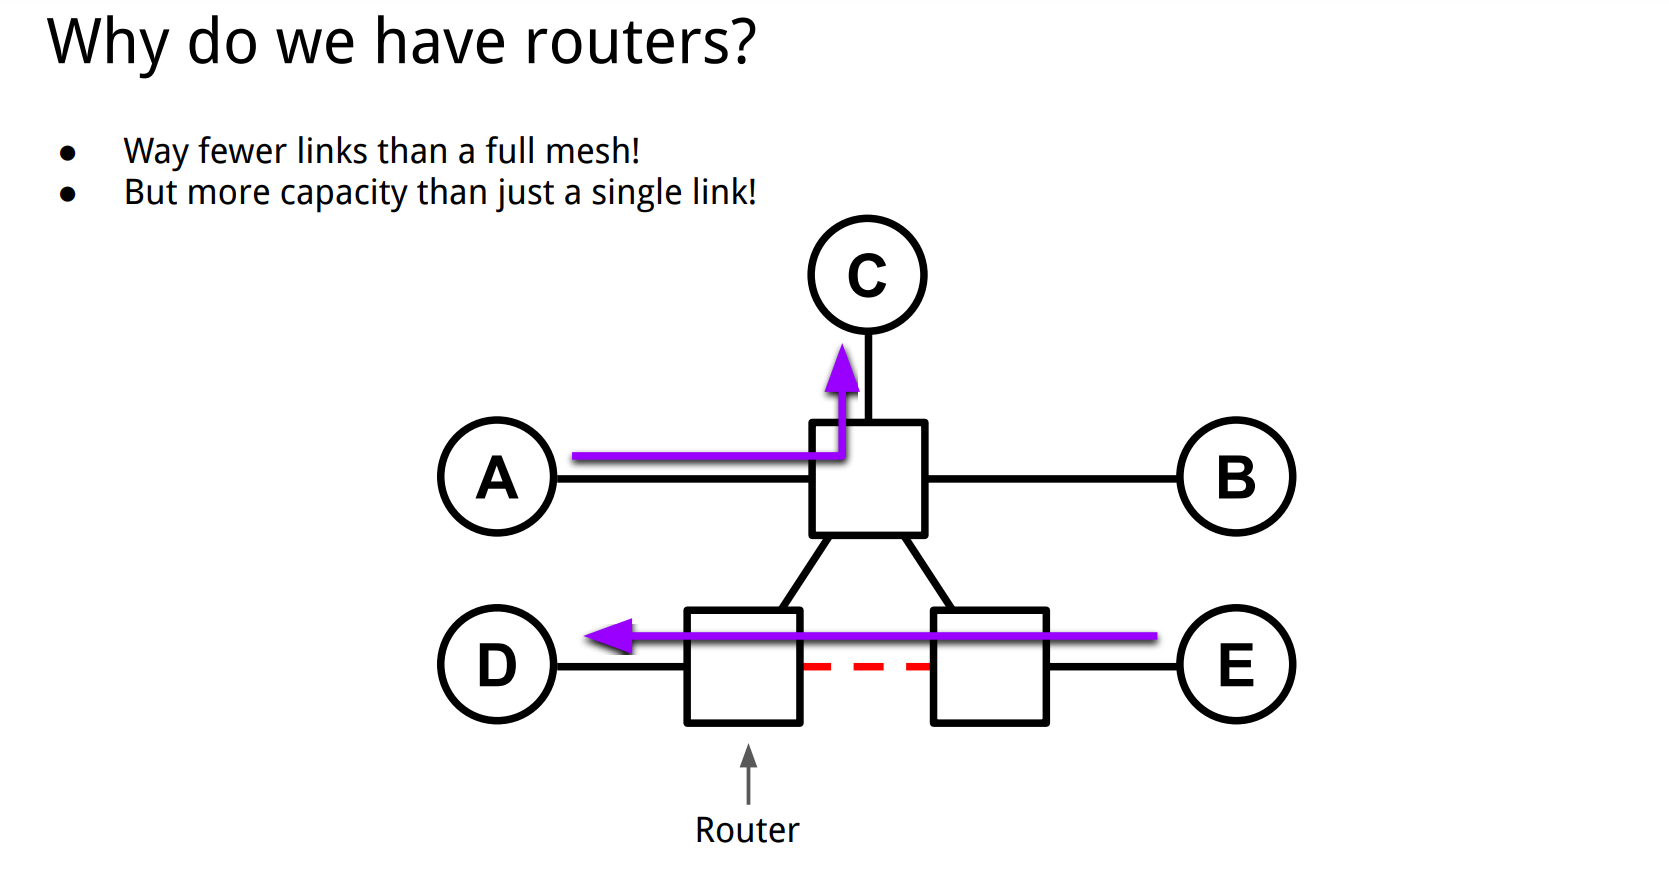 Why do we have routers?
● Way fewer links than a full mesh!
● But more capacity than just a single link!
C
A
B
D
E
Router